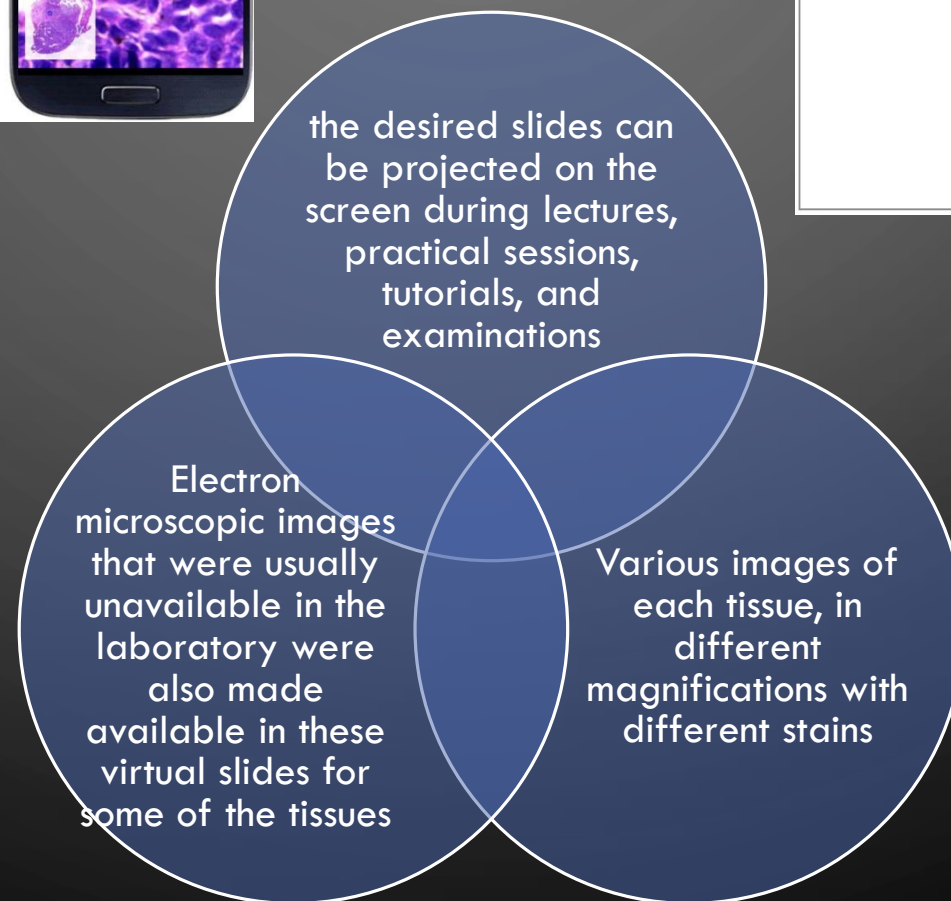 the desired slides can
be projected on the
screen during lectures,
practical sessions,
tutorials, and
examinations
Electron
microscopic images
that were usually
unavailable in the
laboratory were
also made
available in these
virtual slides for
some of the tissues
Various images of
each tissue, in
different
magnifications with
different stains